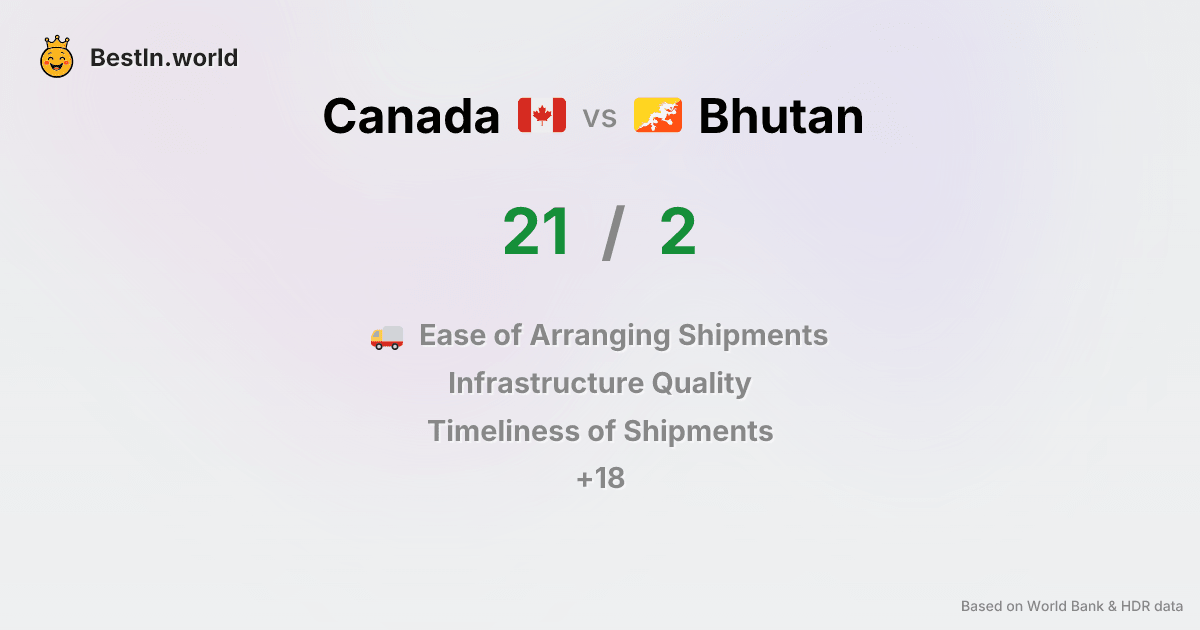 BestIn.world
Canada vs Bhutan
21 / 2
Ease of Arranging Shipments
Infrastructure Quality
Timeliness of Shipments
+18
Based on World Bank & HDR data